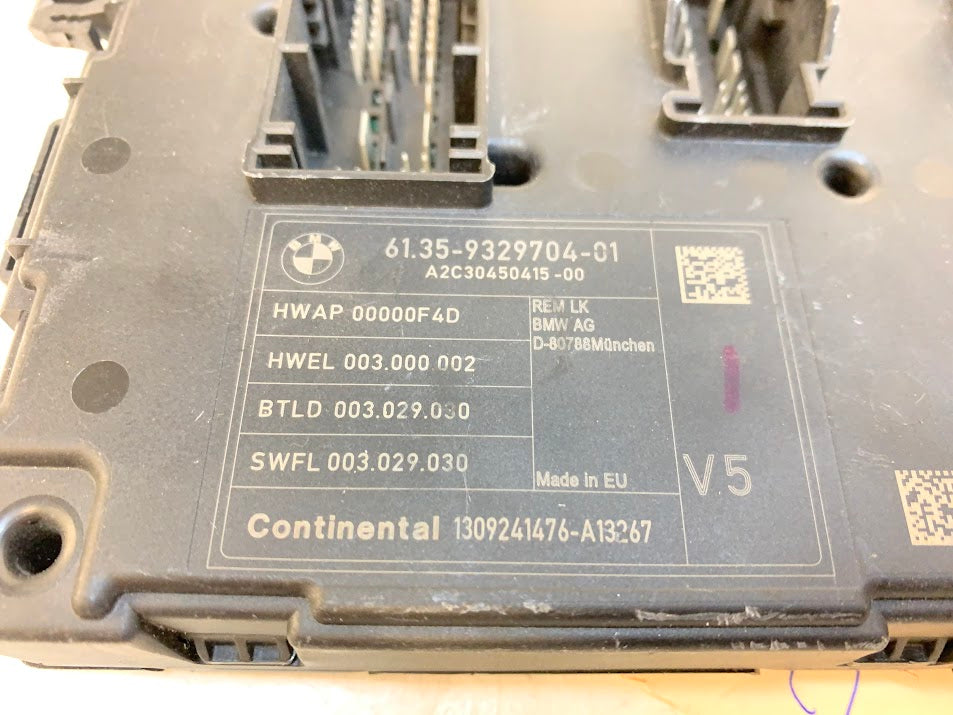 BMW
61.35-9329704-01
A2C30450415-00
HWAP 00000F4D
REM LK
BMW AG
D-80788München
HWEL 003.000.002
BTLD 003.029.030
SWFL 003.029.030
Made in EU
V5
Continental 1309241476-A13267